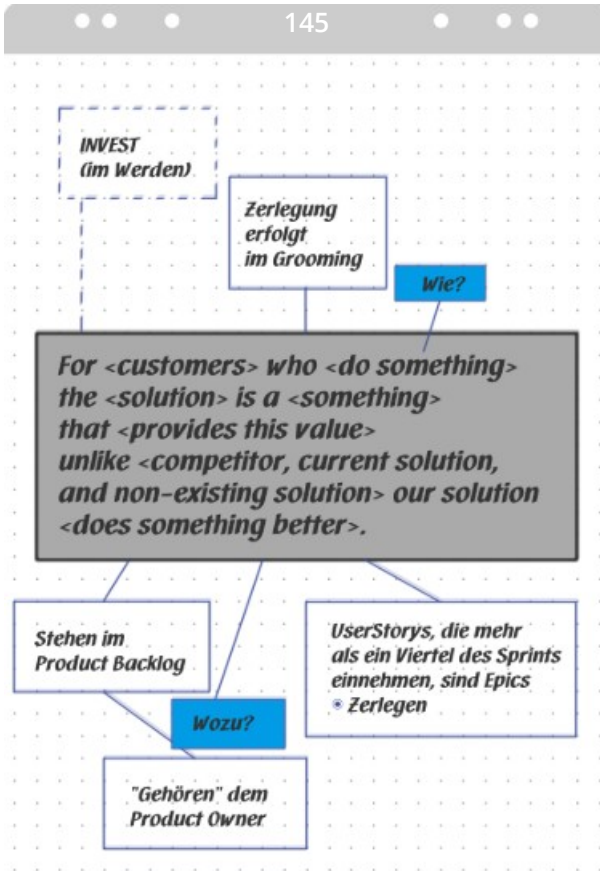 145
INVEST
(im Werden)
Zerlegung
erfolgt
im Grooming
Wie?
For <customers> who <do something>
the <solution> is a <something>
that <provides this value>
unlike <competitor, current solution,
and non-existing solution> our solution
<does something better>.
Stehen im
Product Backlog
UserStorys, die mehr
als ein Viertel des Sprints
einnehmen, sind Epics
Zerlegen
Wozu?
"Gehören" dem
Product Owner